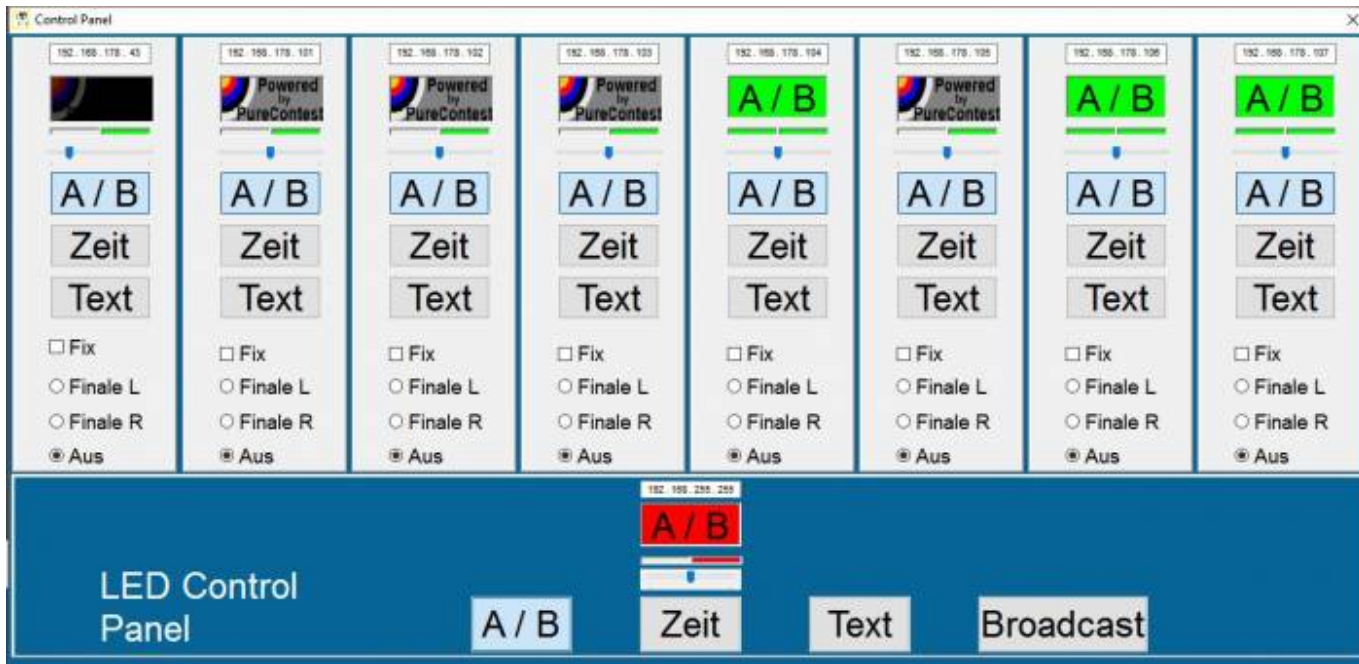 Control Panel
192 . 168 . 178 . 43
192 . 168 . 178 . 101
192 . 168 . 178 . 102
192 . 168 . 178 . 103
192 . 168 . 178 . 104
192 . 168 . 178 . 105
192 . 168 . 178 . 106
192 . 168 . 178 . 107
Powered
by
PureContest
Powered
by
PureContest
Powered
by
PureContest
A / B
Powered
by
PureContest
A / B
A / B
A / B
A / B
A / B
A / B
A / B
A / B
A / B
A / B
Zeit
Zeit
Zeit
Zeit
Zeit
Zeit
Zeit
Zeit
Text
Text
Text
Text
Text
Text
Text
Text
Fix
Fix
Fix
Fix
Fix
Fix
Fix
Fix
Finale L
Finale L
Finale L
Finale L
Finale L
Finale L
Finale L
Finale L
Finale R
Finale R
Finale R
Finale R
Finale R
Finale R
Finale R
Finale R
Aus
Aus
Aus
Aus
Aus
Aus
Aus
Aus
192 . 168 . 255 . 255
A / B
LED Control
Panel
A / B
Zeit
Text
Broadcast